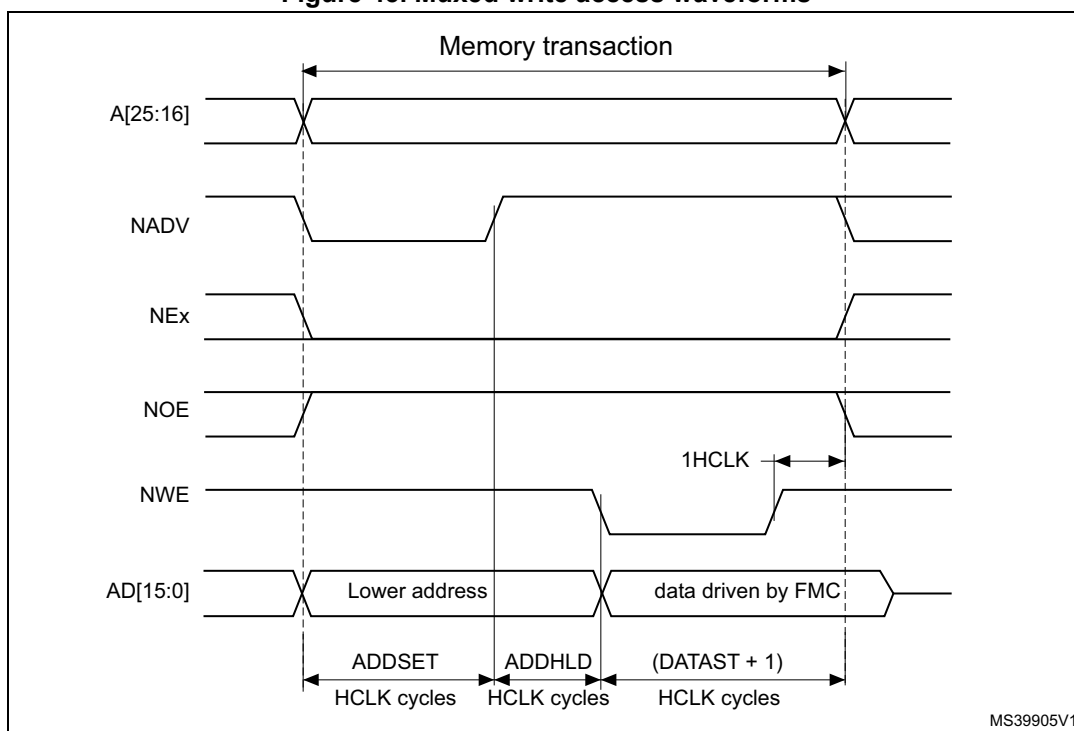 Figure 43. Muxed write access waveforms
Memory transaction
A[25:16]
NADV
NEx
NOE
1HCLK
NWE
AD[15:0]
Lower address
data driven by FMC
ADDSET
ADDHLD
(DATAST + 1)
HCLK cycles
HCLK cycles
HCLK cycles
MS39905V1